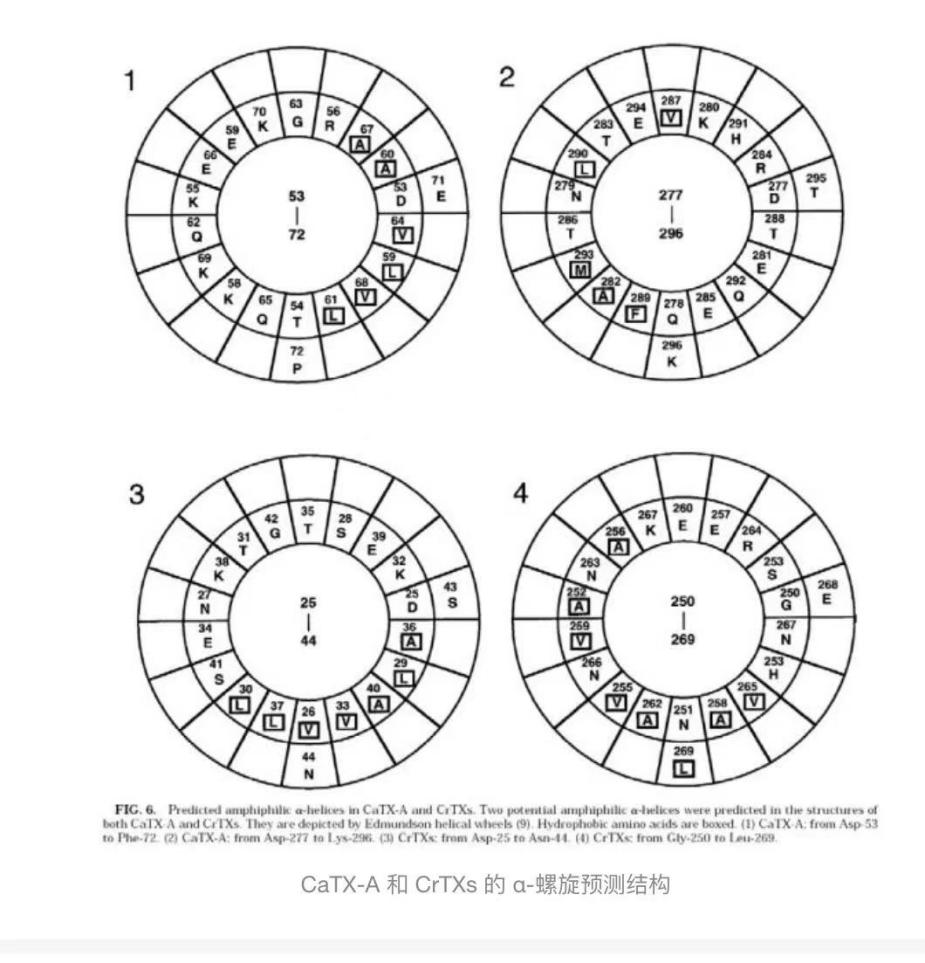 1
63 G
56 R
67 A
60 A
53 D
71 E
64 V
59 L
68 V
61 L
54 T
72 P
65 Q
58 K
69 K
62 Q
55 K
66 E
59 E
70 K
53
|
72
2
287 V
280 K
291 H
284 R
277 D
295 T
288 T
281 E
292 Q
285 E
278 Q
296 K
289 F
282 A
293 M
286 T
279 N
290 L
283 T
294 E
277
|
296
3
35 T
28 S
39 E
32 K
25 D
43 S
36 A
29 L
40 A
33 V
26 V
44 N
37 L
30 L
41 S
34 E
27 N
38 K
31 T
42 G
25
|
44
4
260 E
257 E
264 R
253 S
250 G
268 E
267 N
253 H
265 V
258 A
251 N
269 L
262 A
255 V
266 N
259 V
252 A
263 N
256 A
267 K
250
|
269
FIG. 6. Predicted amphiphilic α-helices in CaTX-A and CrTXs. Two potential amphiphilic α-helices were predicted in the structures of
both CaTX-A and CrTXs. They are depicted by Edmundson helical wheels (9). Hydrophobic amino acids are boxed. (1) CaTX-A: from Asp-53
to Phe-72. (2) CaTX-A: from Asp-277 to Lys-296. (3) CrTXs: from Asp-25 to Asn-44. (4) CrTXs: from Gly-250 to Leu-269.
CaTX-A 和 CrTXs 的 α-螺旋预测结构